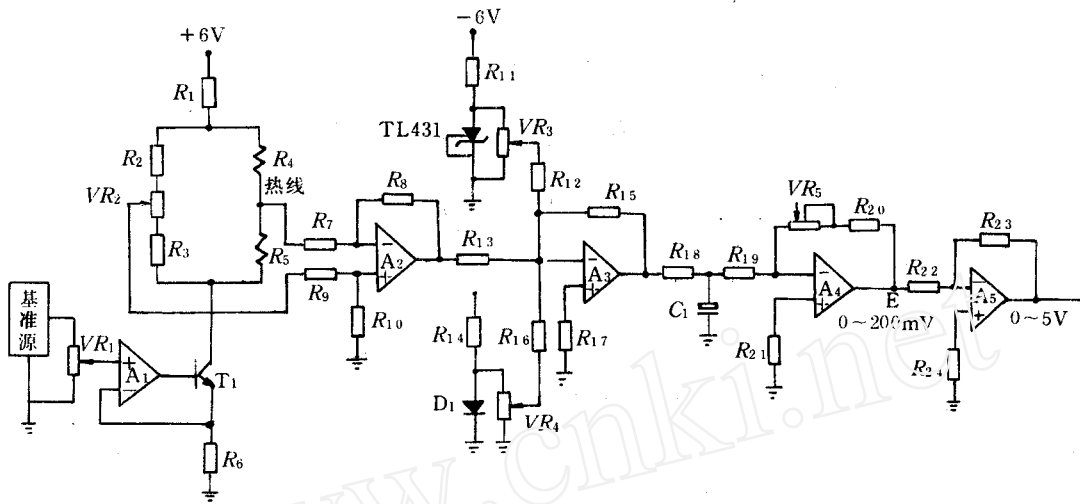 +6V
-6V
R1
R11
TL431
VR3
R2
R4
热线
VR2
R3
R5
R7
R8
R9
R10
A2
R12
R13
R15
A3
R14
R16
R17
D1
VR4
R18
C1
R19
VR5
R20
A4
R21
E
0～200mV
R22
R23
A5
R24
0～5V
基准源
VR1
A1
T1
R6
www.cnki.net